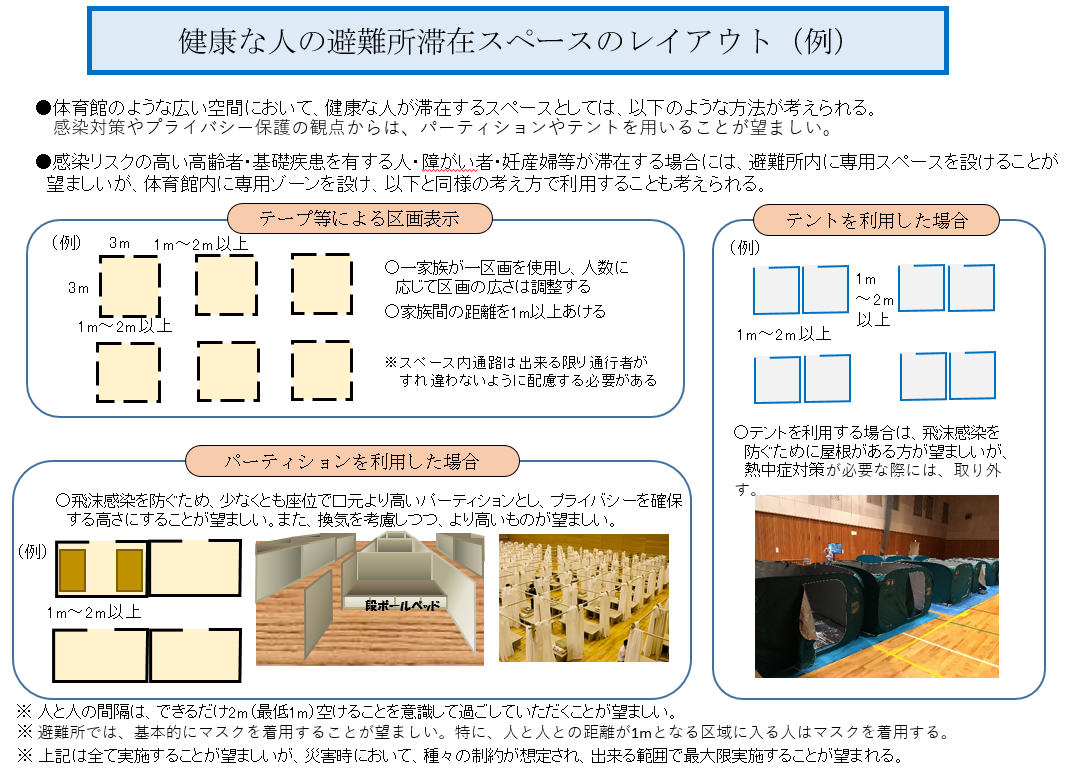 健康な人の避難所滞在スペースのレイアウト（例）
●体育館のような広い空間において、健康な人が滞在するスペースとしては、以下のような方法が考えられる。
感染対策やプライバシー保護の観点からは、パーティションやテントを用いることが望ましい。
●感染リスクの高い高齢者・基礎疾患を有する人・障がい者・妊産婦等が滞在する場合には、避難所内に専用スペースを設けることが
望ましいが、体育館内に専用ゾーンを設け、以下と同様の考え方で利用することも考えられる。
テープ等による区画表示
（例）
3ｍ
1ｍ～2ｍ以上
3ｍ
1ｍ～2ｍ以上
○一家族が一区画を使用し、人数に
応じて区画の広さは調整する
○家族間の距離を1ｍ以上あける
※スペース内通路は出来る限り通行者が
すれ違わないように配慮する必要がある
テントを利用した場合
（例）
1ｍ
～2ｍ
以上
1ｍ～2ｍ以上
○テントを利用する場合は、飛沫感染を
防ぐために屋根がある方が望ましいが、
熱中症対策が必要な際には、取り外
す。
パーティションを利用した場合
○飛沫感染を防ぐため、少なくとも座位で口元より高いパーティションとし、プライバシーを確保
する高さにすることが望ましい。また、換気を考慮しつつ、より高いものが望ましい。
（例）
1ｍ～2ｍ以上
段ボールベッド
※ 人と人の間隔は、できるだけ2ｍ（最低1ｍ）空けることを意識して過ごしていただくことが望ましい。
※ 避難所では、基本的にマスクを着用することが望ましい。特に、人と人との距離が1mとなる区域に入る人はマスクを着用する。
※ 上記は全て実施することが望ましいが、災害時において、種々の制約が想定され、出来る範囲で最大限実施することが望まれる。